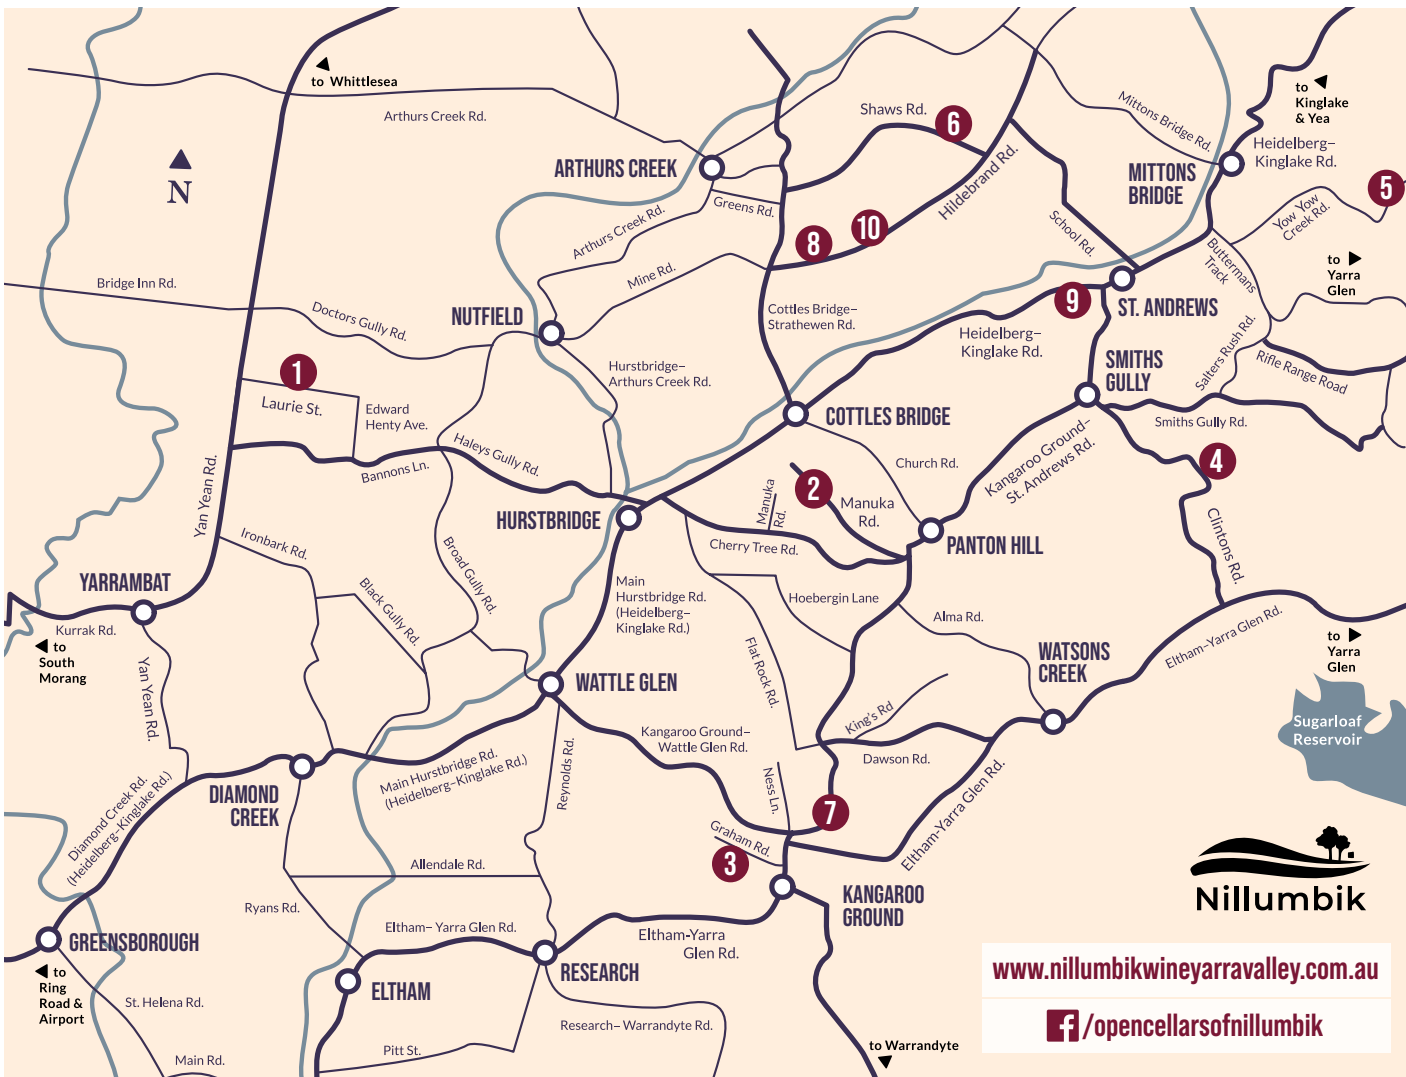 to Whittlesea
Arthurs Creek Rd.
N
ARTHURS CREEK
Shaws Rd.
6
Hildebrand Rd.
Mittons Bridge Rd.
to
Kinglake
& Yea
Heidelberg–
Kinglake Rd.
MITTONS
BRIDGE
5
Yow Yow
Creek Rd.
Greens Rd.
Arthurs Creek Rd.
8
10
School Rd.
Buttermans
Track
to
Yarra
Glen
Bridge Inn Rd.
Mine Rd.
Doctors Gully Rd.
NUTFIELD
Cottles Bridge–
Strathewen Rd.
9
ST. ANDREWS
Heidelberg–
Kinglake Rd.
Salters Rush Rd.
Rifle Range Road
1
Laurie St.
Edward
Henty Ave.
Hurstbridge–
Arthurs Creek Rd.
SMITHS
GULLY
COTTLES BRIDGE
Smiths Gully Rd.
Yan Yean Rd.
Bannons Ln.
Haleys Gully Rd.
Church Rd.
Kangaroo Ground–
St. Andrews Rd.
4
2
Manuka
Rd.
Manuka
Rd.
HURSTBRIDGE
Cherry Tree Rd.
PANTON HILL
Clintons Rd.
Ironbark Rd.
Broad Gully Rd.
YARRAMBAT
Black Gully Rd.
Main
Hurstbridge Rd.
(Heidelberg–
Kinglake Rd.)
Hoebergin Lane
Alma Rd.
Kurrak Rd.
to
South
Morang
Yan Yean Rd.
Flat Rock Rd.
WATSONS
CREEK
Eltham–Yarra Glen Rd.
to
Yarra
Glen
WATTLE GLEN
King's Rd
Sugarloaf
Reservoir
Kangaroo Ground–
Wattle Glen Rd.
Dawson Rd.
Main Hurstbridge Rd.
(Heidelberg–Kinglake Rd.)
Reynolds Rd.
Ness Ln.
DIAMOND
CREEK
Diamond Creek Rd.
(Heidelberg–Kinglake Rd.)
7
Graham Rd.
3
Eltham–Yarra Glen Rd.
Allendale Rd.
Ryans Rd.
KANGAROO
GROUND
Nillumbik
GREENSBOROUGH
Eltham– Yarra Glen Rd.
Eltham-Yarra
Glen Rd.
RESEARCH
to
Ring
Road &
Airport
St. Helena Rd.
ELTHAM
Research– Warrandyte Rd.
Pitt St.
Main Rd.
to Warrandyte
www.nillumbikwineyarravalley.com.au
f/opencellarsofnillumbik